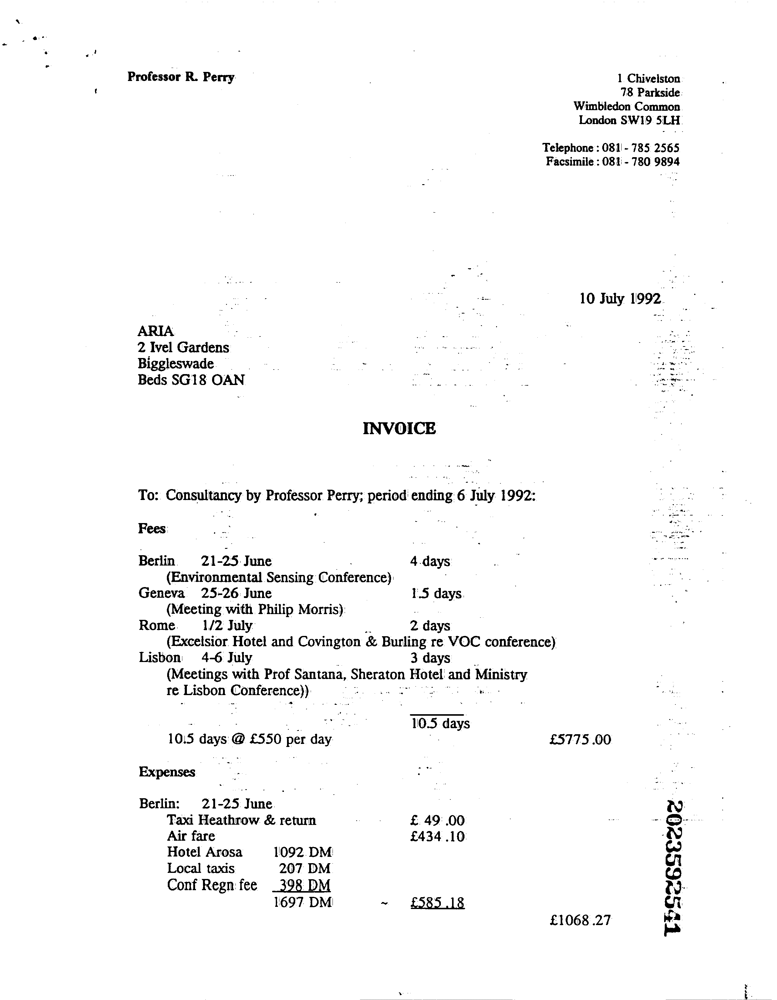 Professor R. Perry
1 Chivelston
78 Parkside
Wimbledon Common
London SW19 5LH
Telephone : 081 - 785 2565
Facsimile : 081 - 780 9894
10 July 1992
ARIA
2 Ivel Gardens
Biggleswade
Beds SG18 OAN
INVOICE
To: Consultancy by Professor Perry; period ending 6 July 1992:
Fees
Berlin 21-25 June 4 days
(Environmental Sensing Conference)
Geneva 25-26 June 1.5 days
(Meeting with Philip Morris)
Rome 1/2 July 2 days
(Excelsior Hotel and Covington & Burling re VOC conference)
Lisbon 4-6 July 3 days
(Meetings with Prof Santana, Sheraton Hotel and Ministry
re Lisbon Conference))
10.5 days
10.5 days @ £550 per day £5775.00
Expenses
Berlin: 21-25 June
Taxi Heathrow & return £ 49.00
Air fare £434.10
Hotel Arosa 1092 DM
Local taxis 207 DM
Conf Regn fee 398 DM
1697 DM ~ £585.18
£1068.27
2023592541